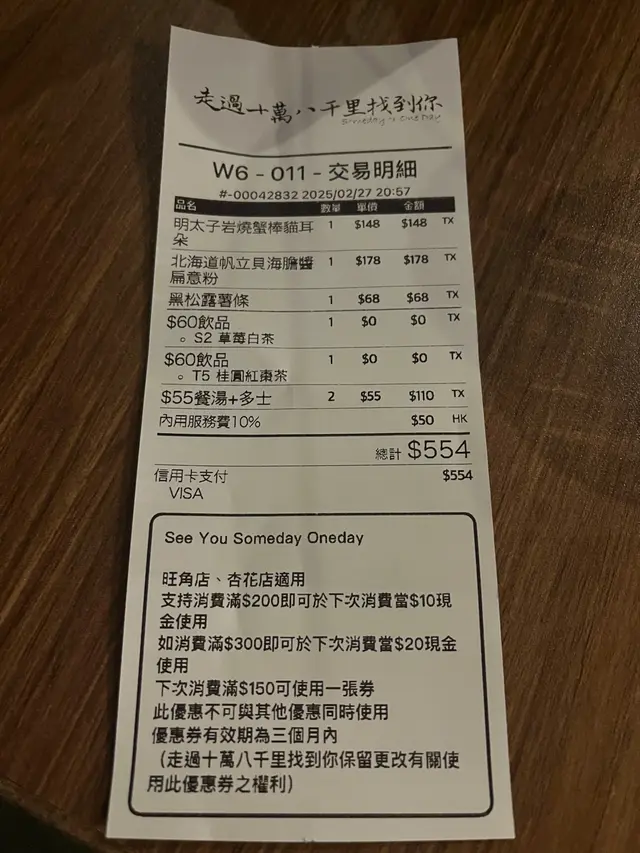 走過十萬八千里找到你
Someday or One Day
W6 - 011 - 交易明細
#-00042832 2025/02/27 20:57
品名 數量 單價 金額
明太子岩燒蟹棒貓耳 1 $148 $148 TX
朵
北海道帆立貝海膽醬 1 $178 $178 TX
扁意粉
黑松露薯條 1 $68 $68 TX
$60飲品 1 $0 $0 TX
。 S2 草莓白茶
$60飲品 1 $0 $0 TX
。 T5 桂圓紅棗茶
$55餐湯+多士 2 $55 $110 TX
內用服務費10% $50 HK
總計 $554
信用卡支付 $554
VISA
See You Someday Oneday
旺角店、杏花店適用
支持消費滿$200即可於下次消費當$10現
金使用
如消費滿$300即可於下次消費當$20現金
使用
下次消費滿$150可使用一張券
此優惠不可與其他優惠同時使用
優惠券有效期為三個月內
（走過十萬八千里找到你保留更改有關使
用此優惠券之權利）